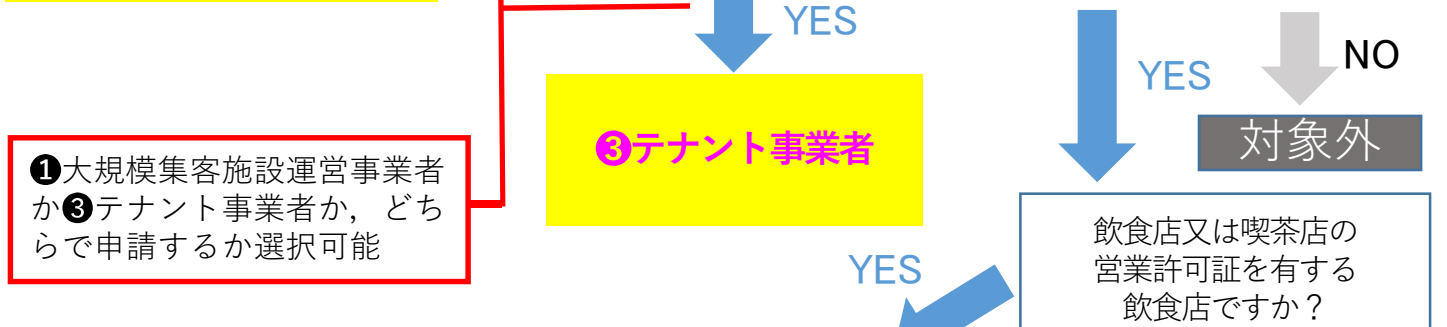 YES
YES
NO
❸テナント事業者
対象外
❶大規模集客施設運営事業者
か❸テナント事業者か，どち
らで申請するか選択可能
飲食店又は喫茶店の
営業許可証を有する
飲食店ですか？
YES